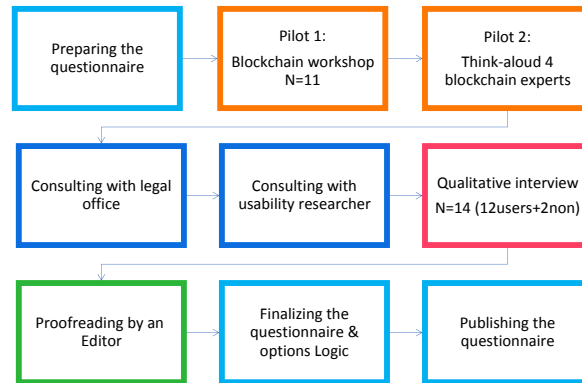 Preparing the
questionnaire
Pilot 1:
Blockchain workshop
N=11
Pilot 2:
Think-aloud 4
blockchain experts
Consulting with legal
office
Consulting with
usability researcher
Qualitative interview
N=14 (12users+2non)
Proofreading by an
Editor
Finalizing the
questionnaire &
options Logic
Publishing the
questionnaire